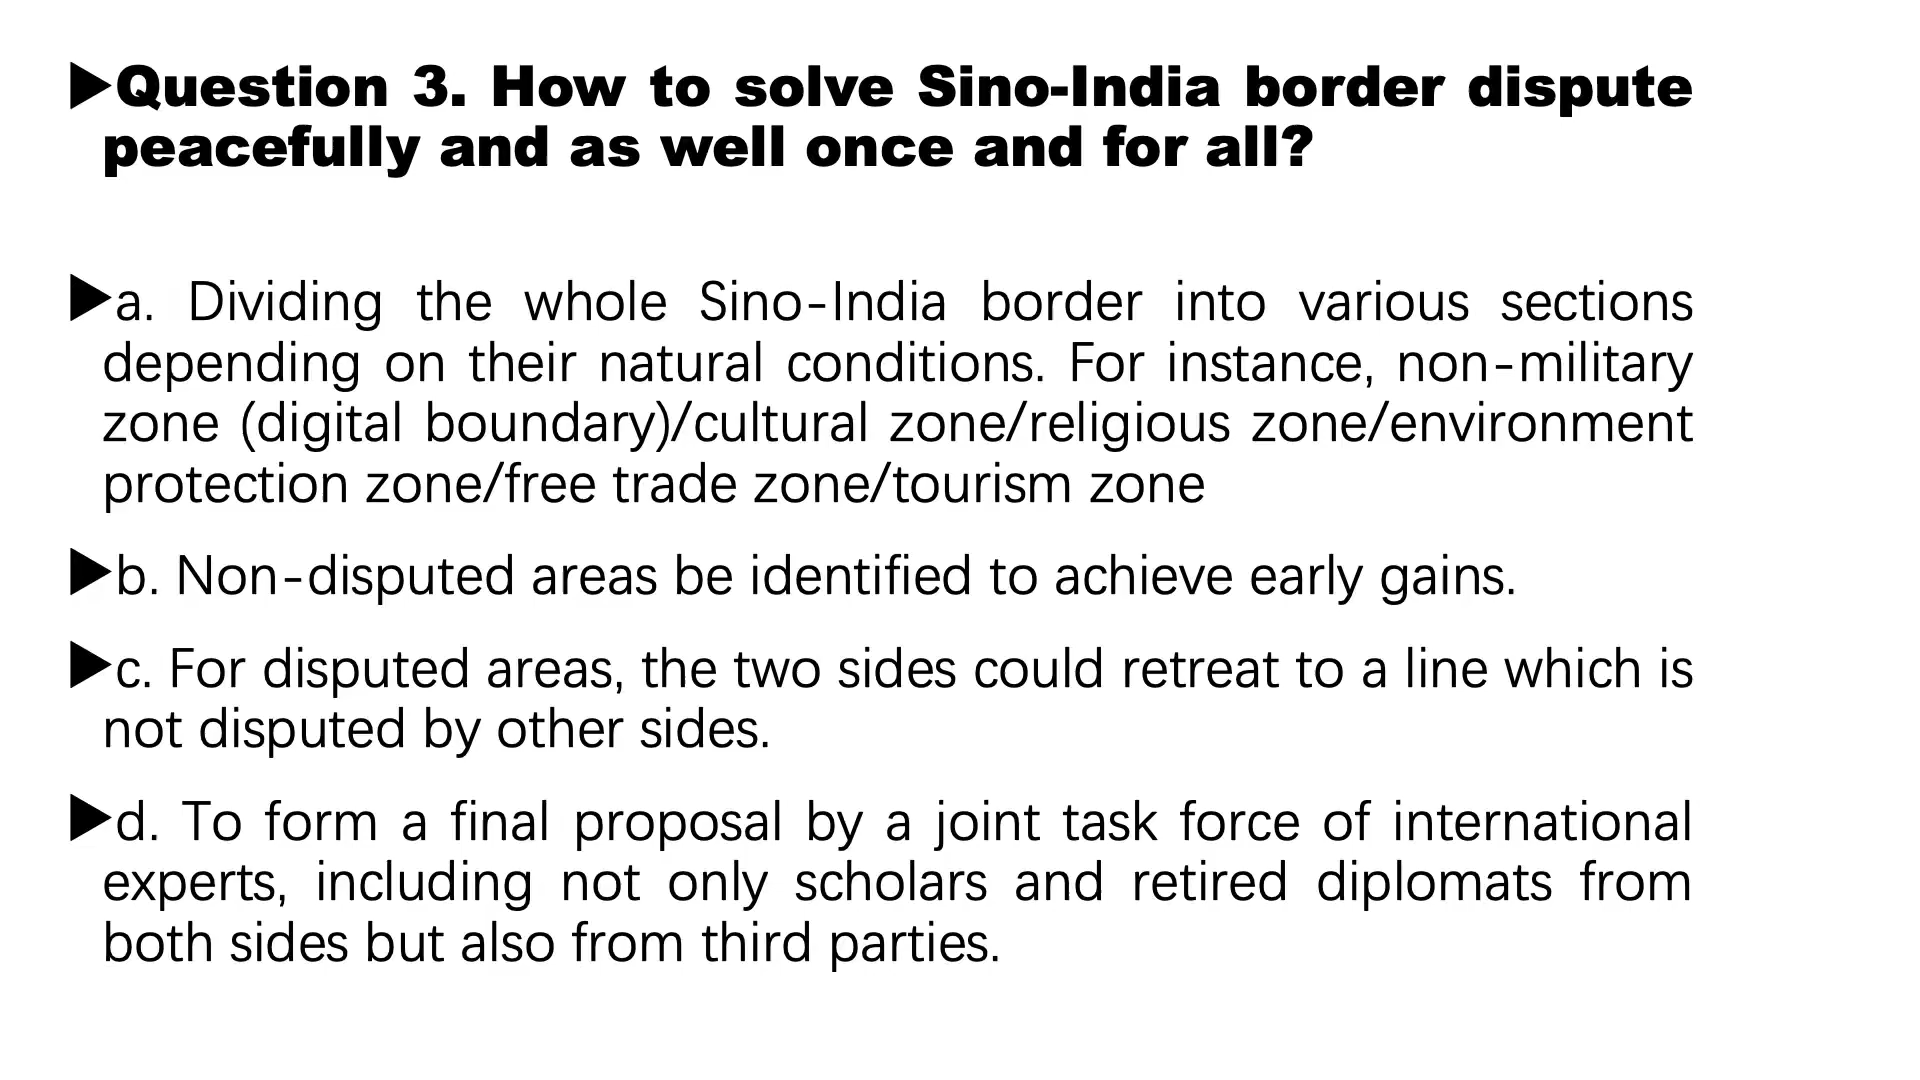 ▶Question 3. How to solve Sino-India border dispute
peacefully and as well once and for all?
▶a. Dividing the whole Sino-India border into various sections
depending on their natural conditions. For instance, non-military
zone (digital boundary)/cultural zone/religious zone/environment
protection zone/free trade zone/tourism zone
▶b. Non-disputed areas be identified to achieve early gains.
▶c. For disputed areas, the two sides could retreat to a line which is
not disputed by other sides.
▶d. To form a final proposal by a joint task force of international
experts, including not only scholars and retired diplomats from
both sides but also from third parties.